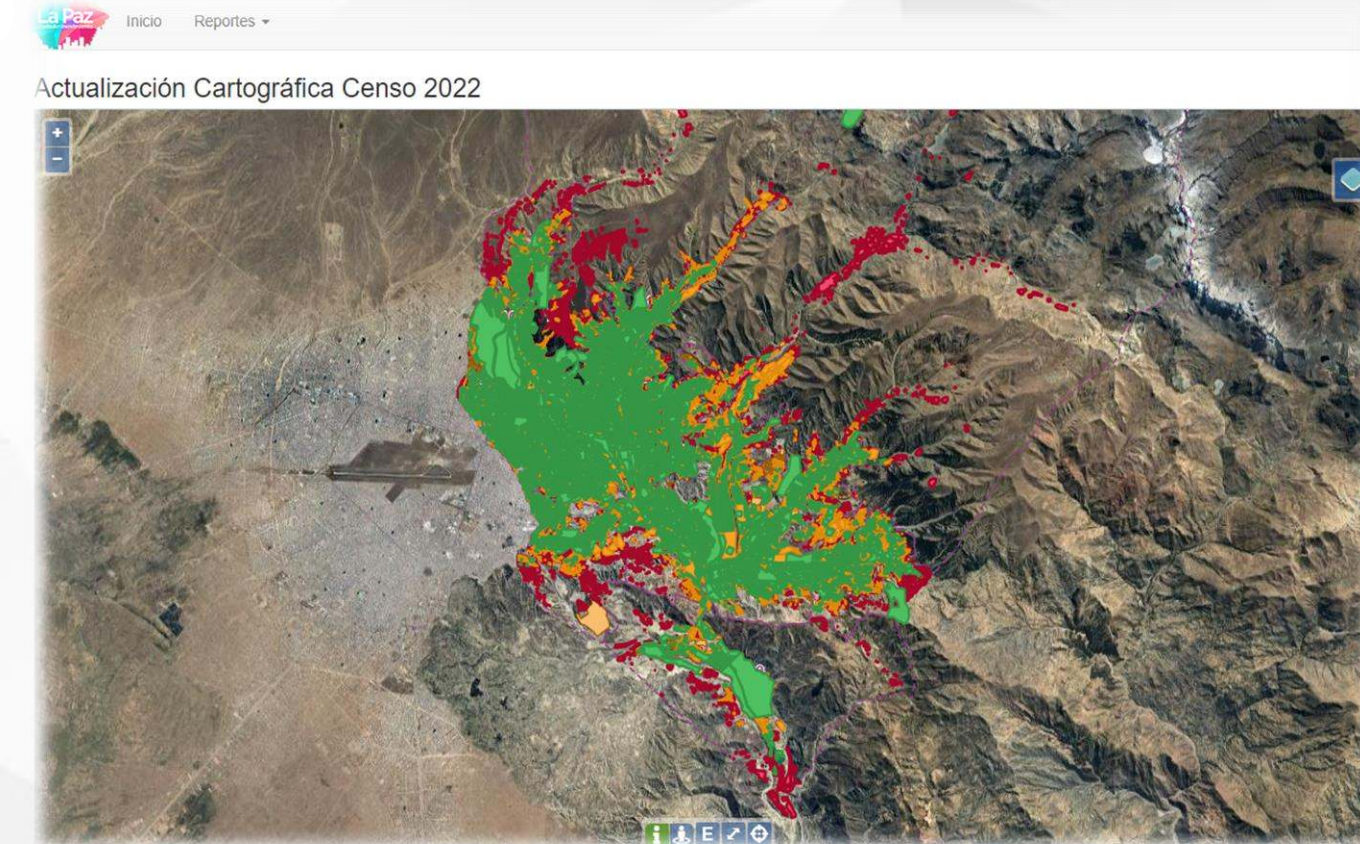 La Paz
Inicio
Reportes
Actualización Cartográfica Censo 2022
+
−
E